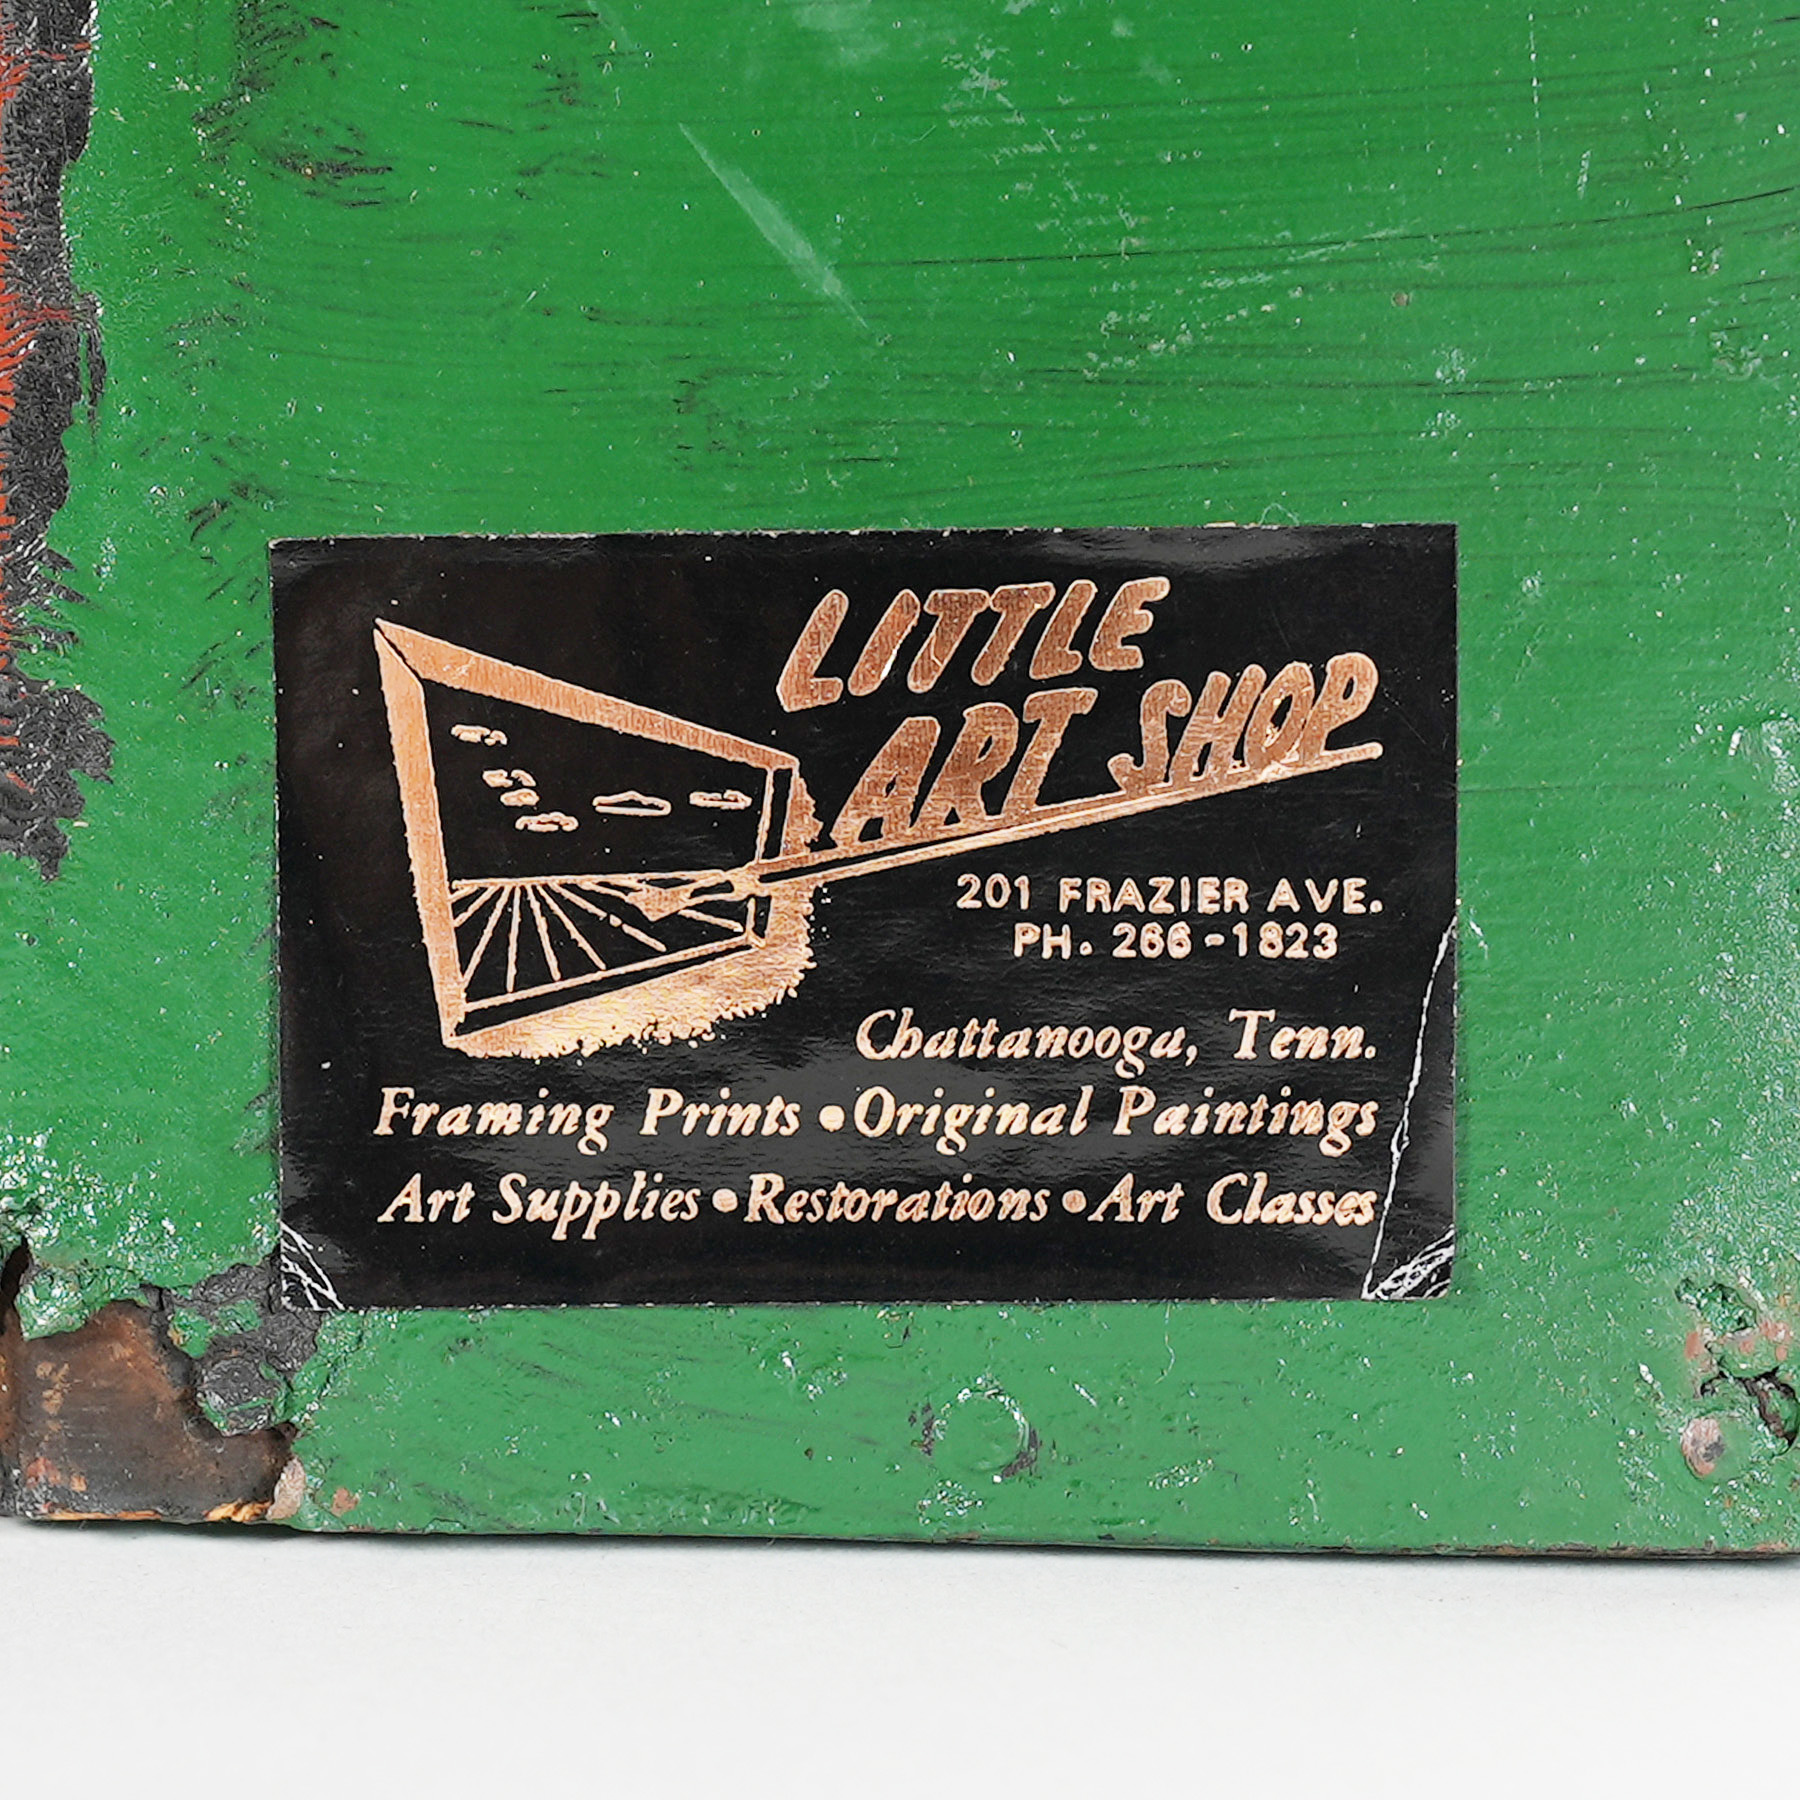 LITTLE
ART SHOP
201 FRAZIER AVE.
PH. 266-1823
Chattanooga, Tenn.
Framing Prints • Original Paintings
Art Supplies • Restorations • Art Classes